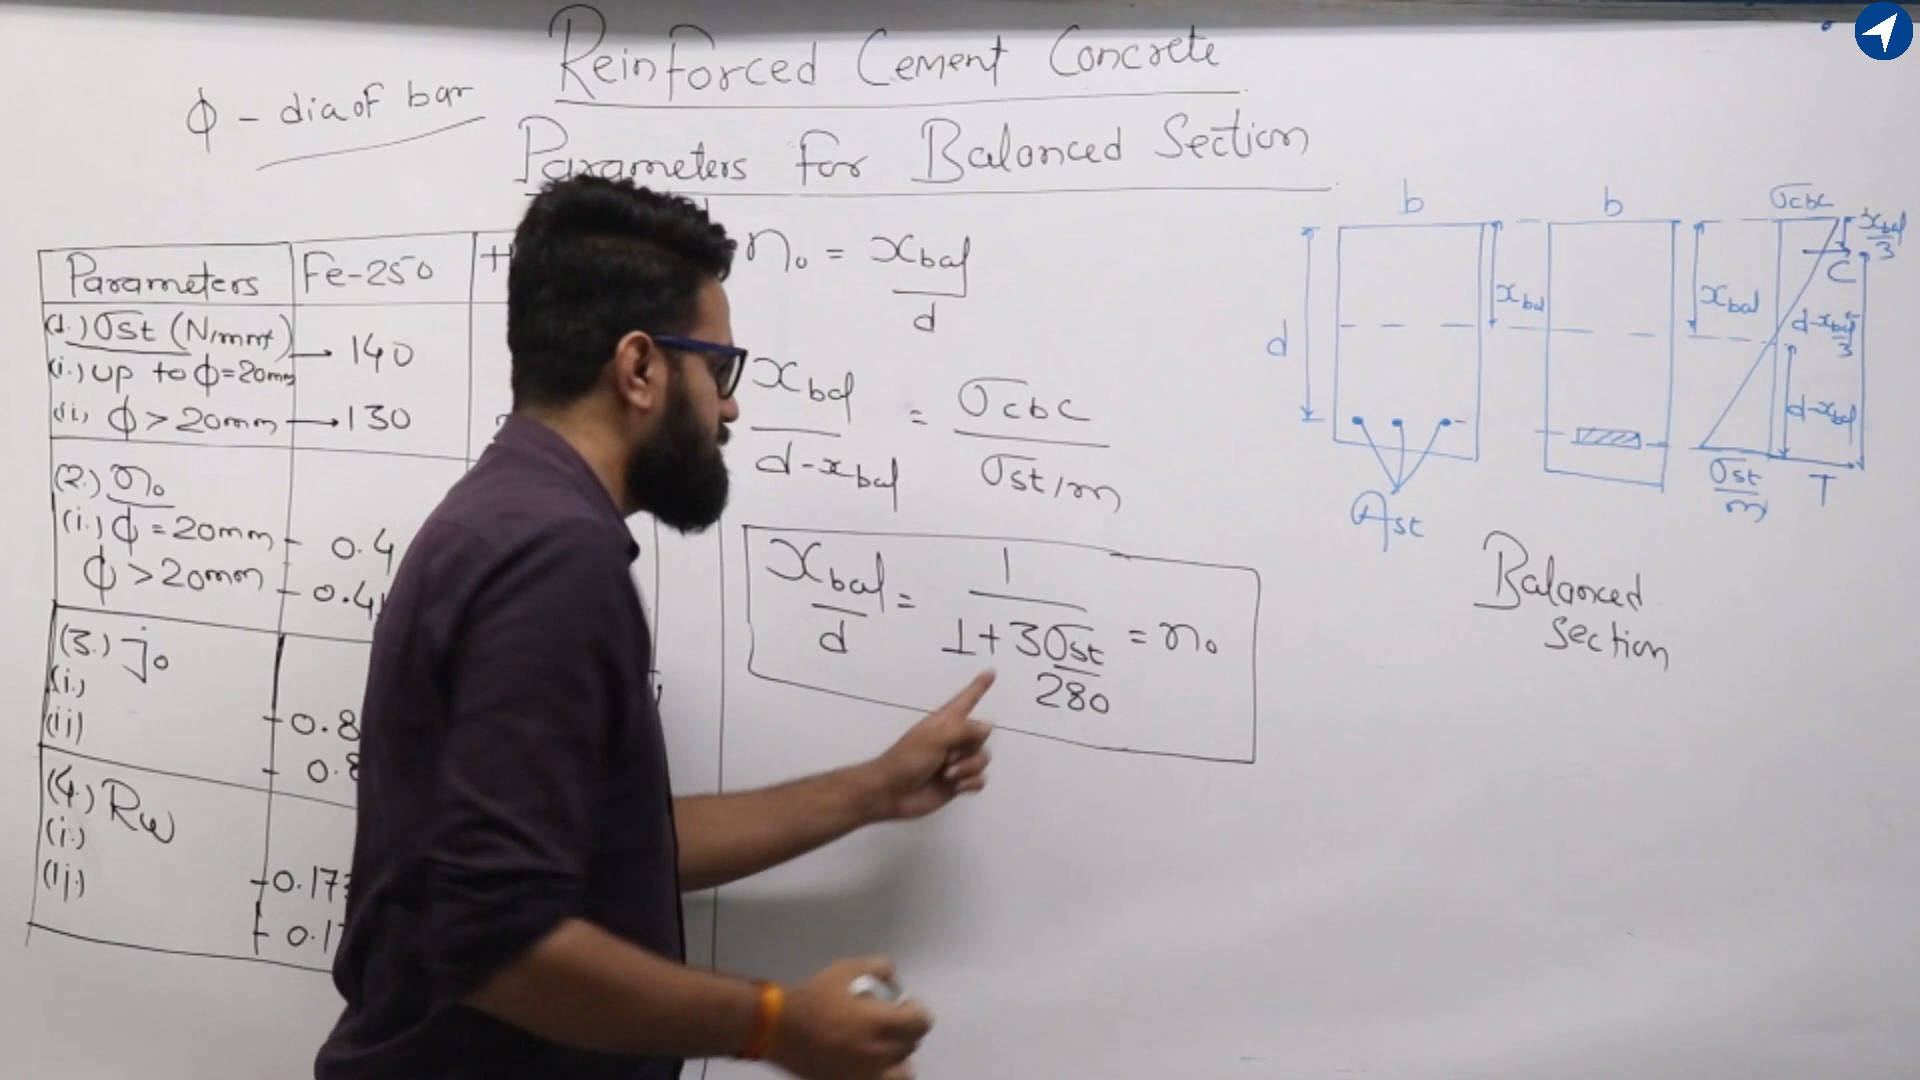 Reinforced Cement Concrete
ϕ - dia of bar
Parameters for Balanced Section
Parameters
Fe-250
(1.) σst (N/mm²)
(i.) up to ϕ=20mm → 140
(ii) ϕ > 20mm → 130
(2.) n₀
(i.) ϕ = 20mm - 0.4
ϕ > 20mm - 0.4
(3.) j₀
(i.)
(ii)
- 0.8
- 0.8
(4.) Rw
(i.)
(ii.)
- 0.17
- 0.17
n₀ = xbal / d
xbal / d - xbal = σcbc / σst/m
xbal / d = 1 / 1 + 3σst / 280 = n₀
b
d
xbal
Ast
b
xbal
σcbc
xbal / 3
C
d - xbal / 3
d - xbal
σst / m
T
Balanced
Section